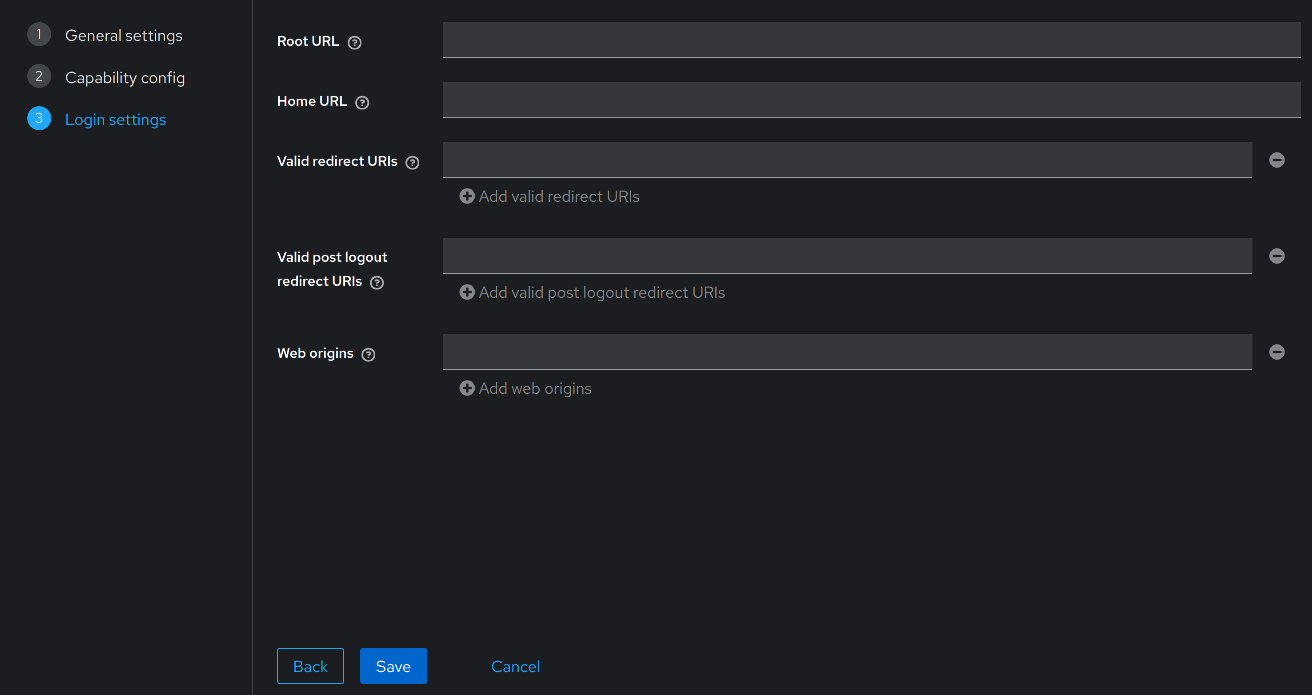 1 General settings
2 Capability config
3 Login settings
Root URL
Home URL
Valid redirect URIs
Add valid redirect URIs
Valid post logout
redirect URIs
Add valid post logout redirect URIs
Web origins
Add web origins
Back Save Cancel